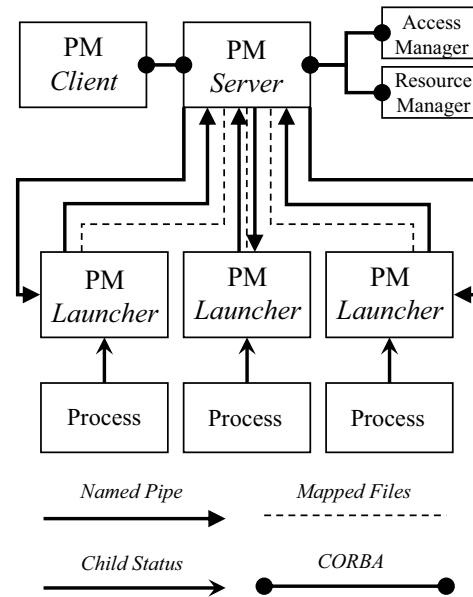 PM
Client
PM
Server
Access
Manager
Resource
Manager
PM
Launcher
PM
Launcher
PM
Launcher
Process
Process
Process
Named Pipe
Mapped Files
Child Status
CORBA